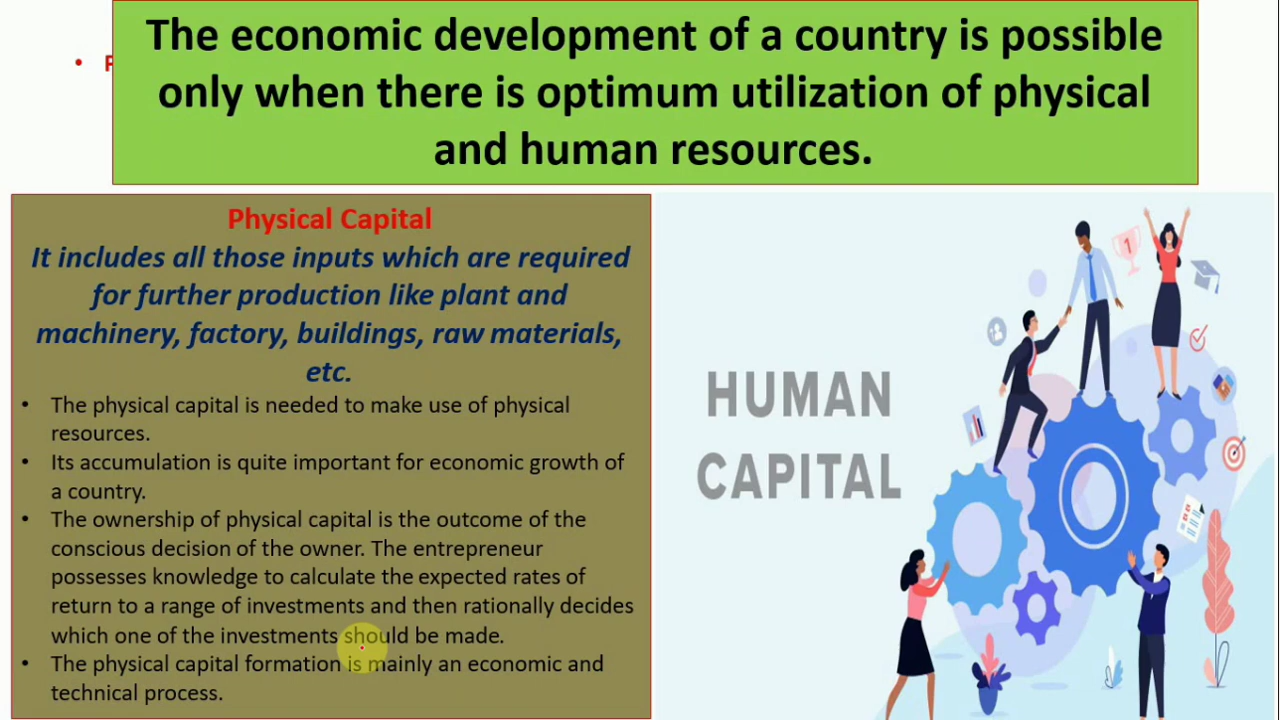 The economic development of a country is possible
only when there is optimum utilization of physical
and human resources.
Physical Capital
It includes all those inputs which are required
for further production like plant and
machinery, factory, buildings, raw materials,
etc.
• The physical capital is needed to make use of physical
resources.
• Its accumulation is quite important for economic growth of
a country.
• The ownership of physical capital is the outcome of the
conscious decision of the owner. The entrepreneur
possesses knowledge to calculate the expected rates of
return to a range of investments and then rationally decides
which one of the investments should be made.
• The physical capital formation is mainly an economic and
technical process.
HUMAN
CAPITAL
1